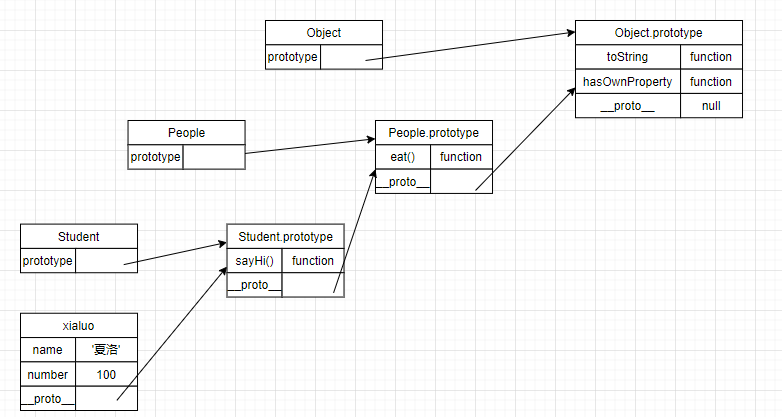 Object
prototype
Object.prototype
toString function
hasOwnProperty function
__proto__ null
People
prototype
People.prototype
eat() function
__proto__
Student
prototype
Student.prototype
sayHi() function
__proto__
xialuo
name '夏洛'
number 100
__proto__